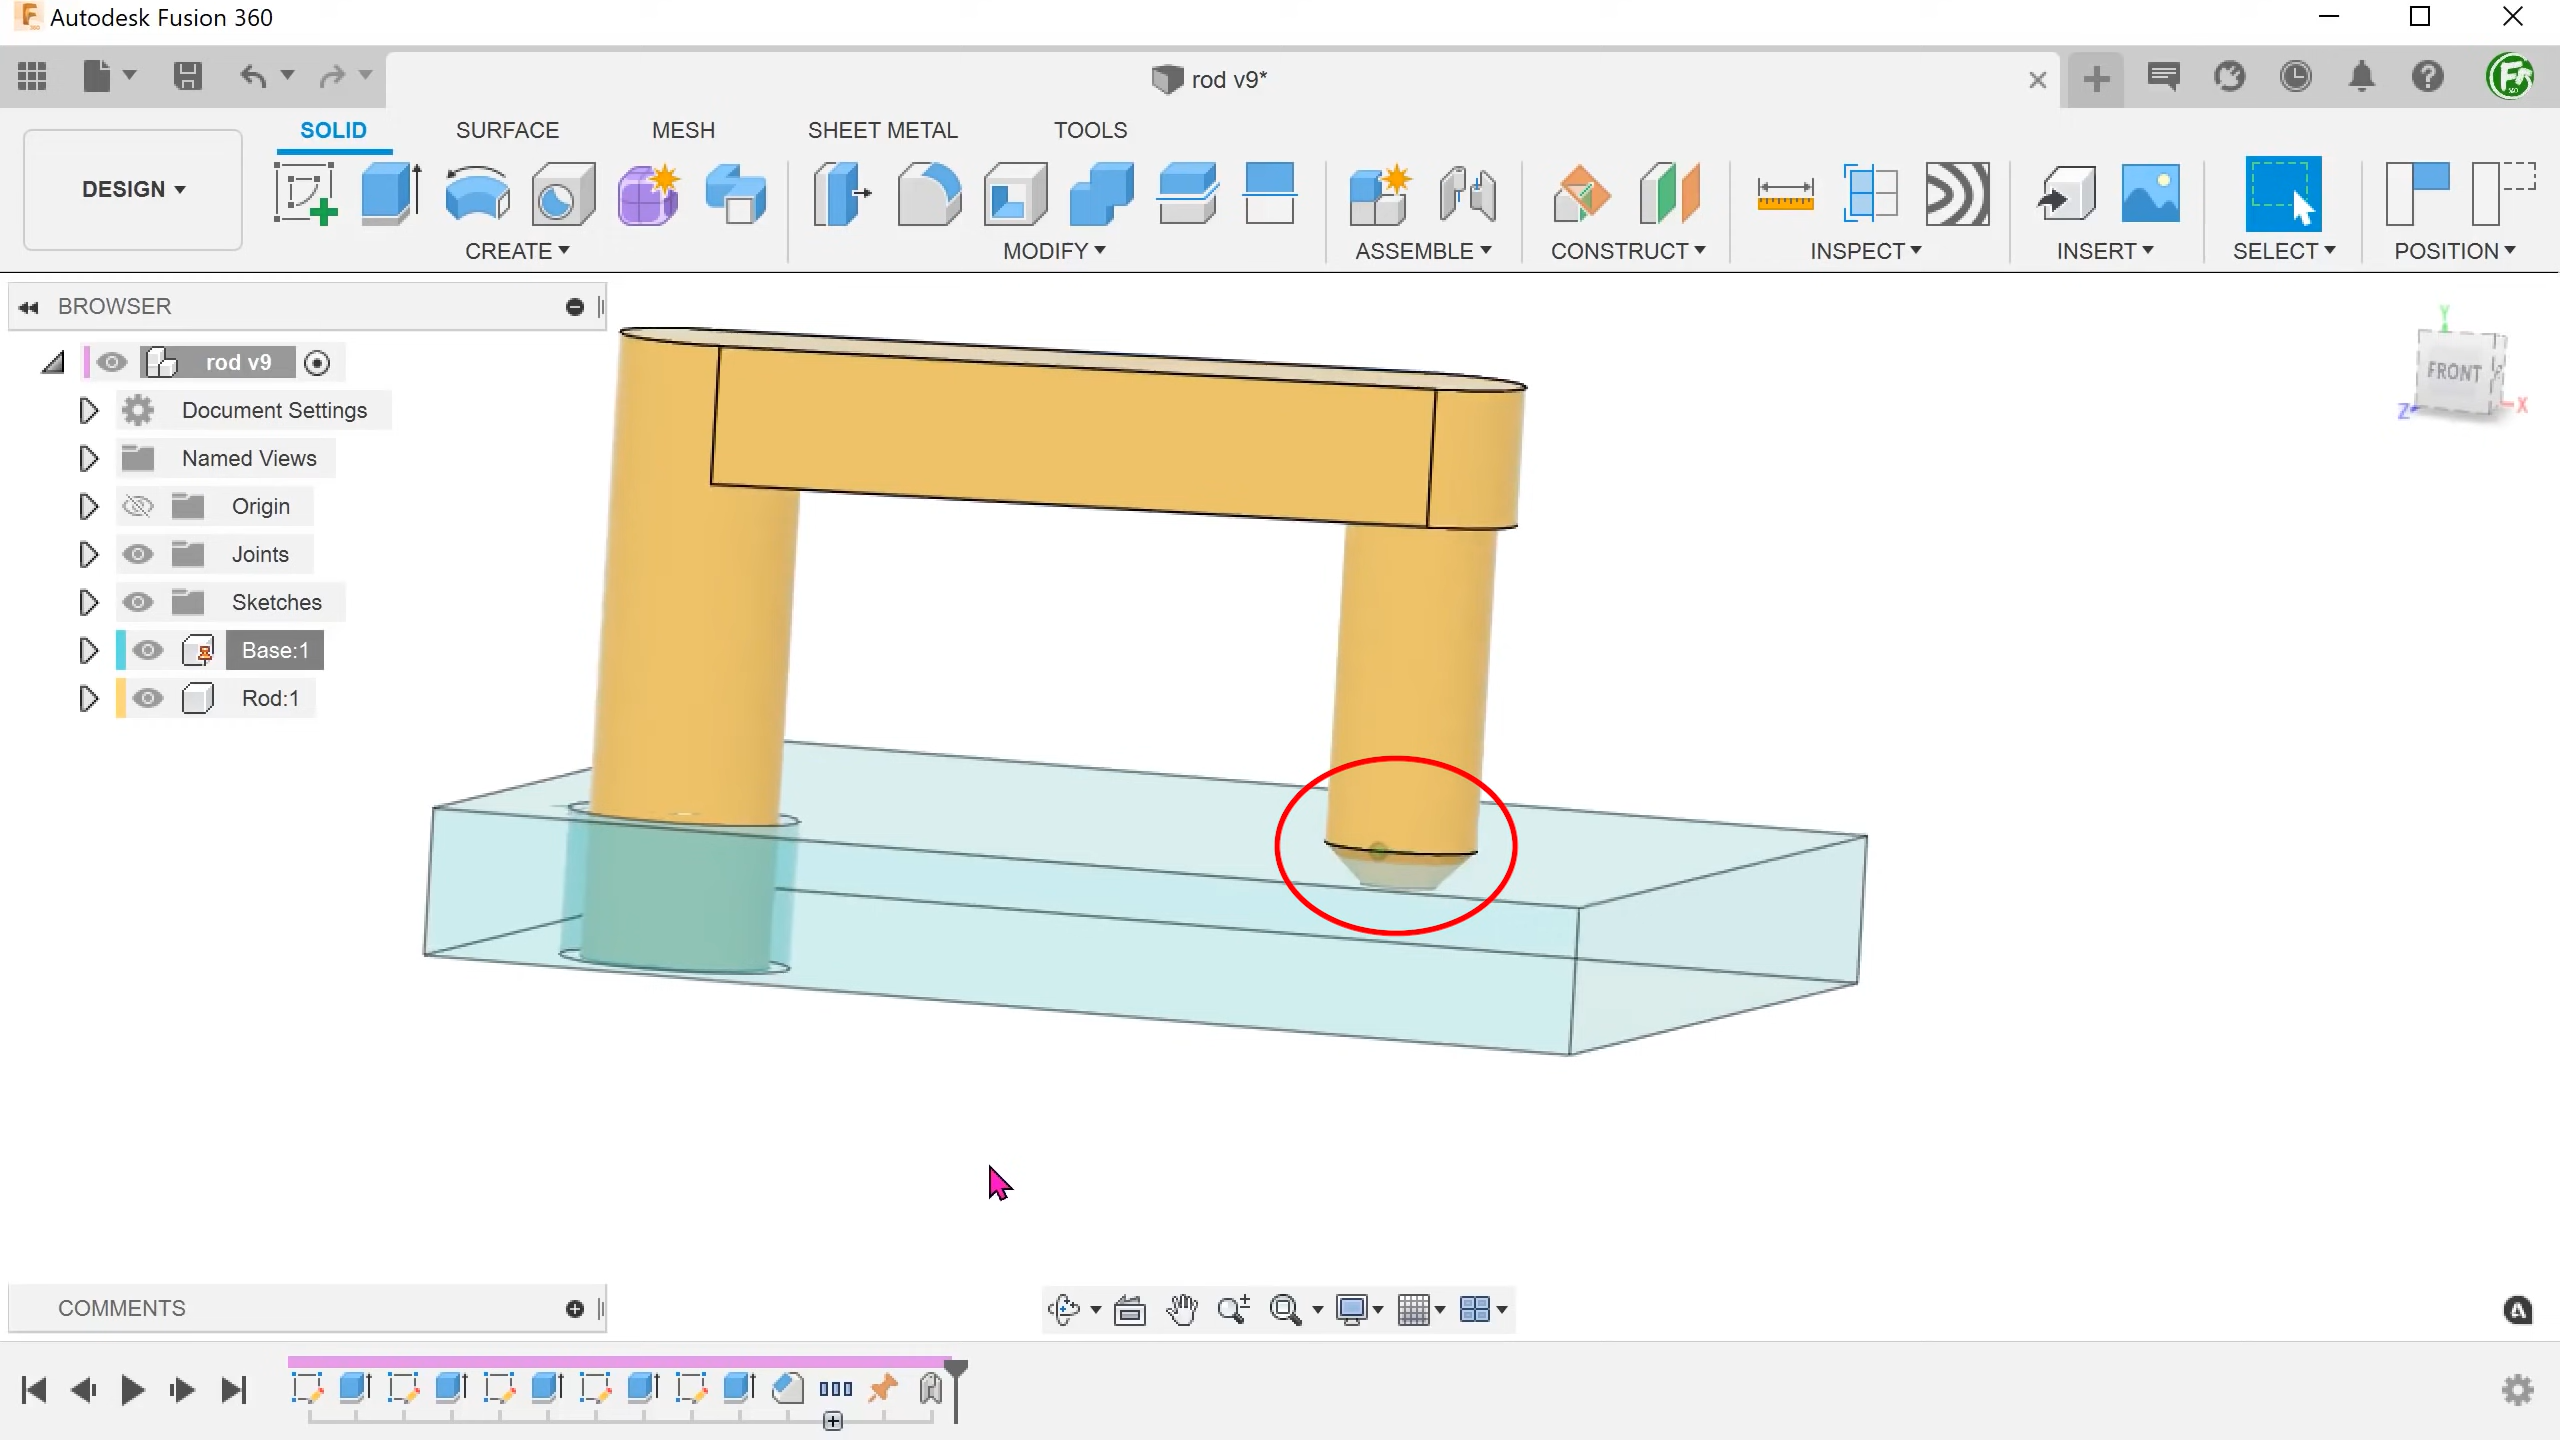 Autodesk Fusion 360
rod v9*
SOLID SURFACE MESH SHEET METAL TOOLS
DESIGN
CREATE MODIFY ASSEMBLE CONSTRUCT INSPECT INSERT SELECT POSITION
BROWSER
rod v9
Document Settings
Named Views
Origin
Joints
Sketches
Base:1
Rod:1
Y
FRONT
Z X
COMMENTS